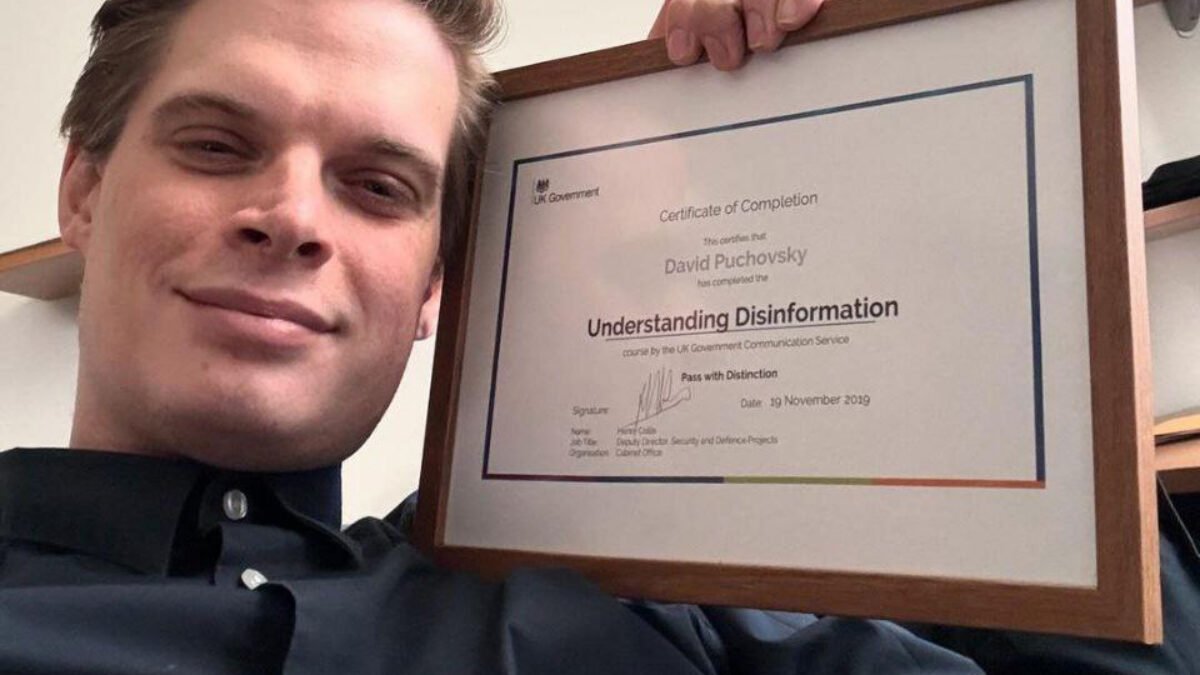 UK Government
Certificate of Completion
This certifies that
David Puchovsky
has completed the
Understanding Disinformation
course by the UK Government Communication Service
Pass with Distinction
Signature:
Date: 19 November 2019
Name: Henry Collis
Job Title: Deputy Director, Security and Defence Projects
Organisation: Cabinet Office